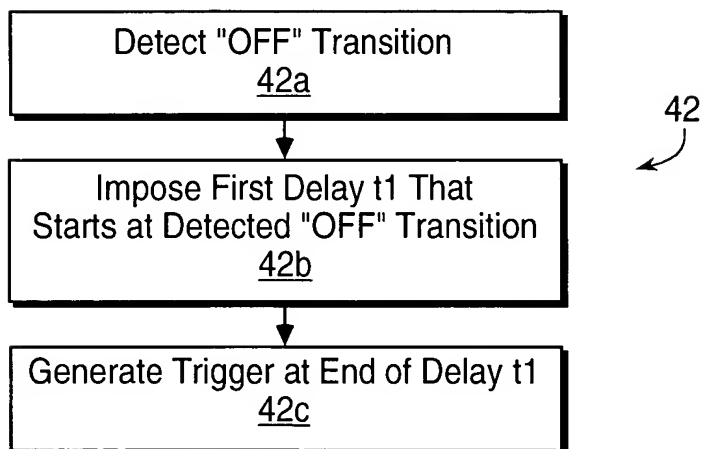 Detect "OFF" Transition
42a
42
Impose First Delay t1 That
Starts at Detected "OFF" Transition
42b
Generate Trigger at End of Delay t1
42c